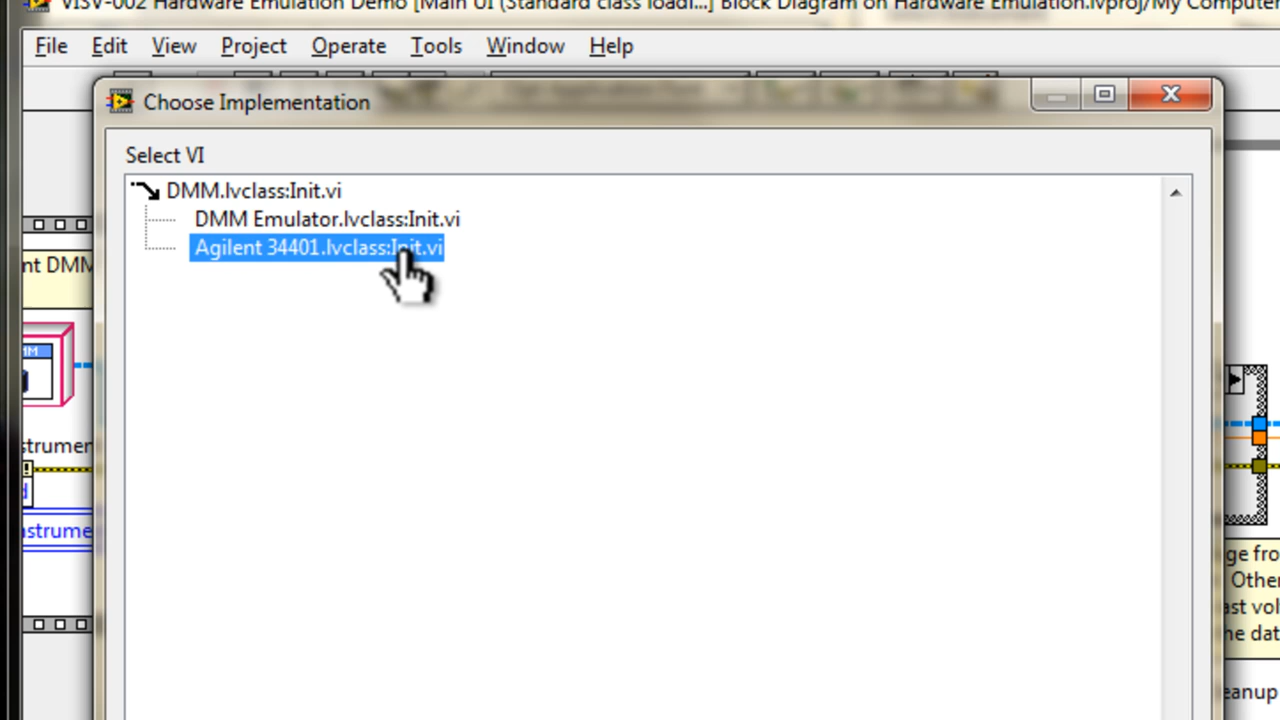 VISV-002 Hardware Emulation Demo [Main UI (Standard class loadi...] Block Diagram on Hardware Emulation.lvproj/My Computer
File Edit View Project Operate Tools Window Help
Choose Implementation
Select VI
DMM.lvclass:Init.vi
DMM Emulator.lvclass:Init.vi
Agilent 34401.lvclass:Init.vi
nt DMM
strumen
strume
ge fro
Other
ast vol
he dat
eanup